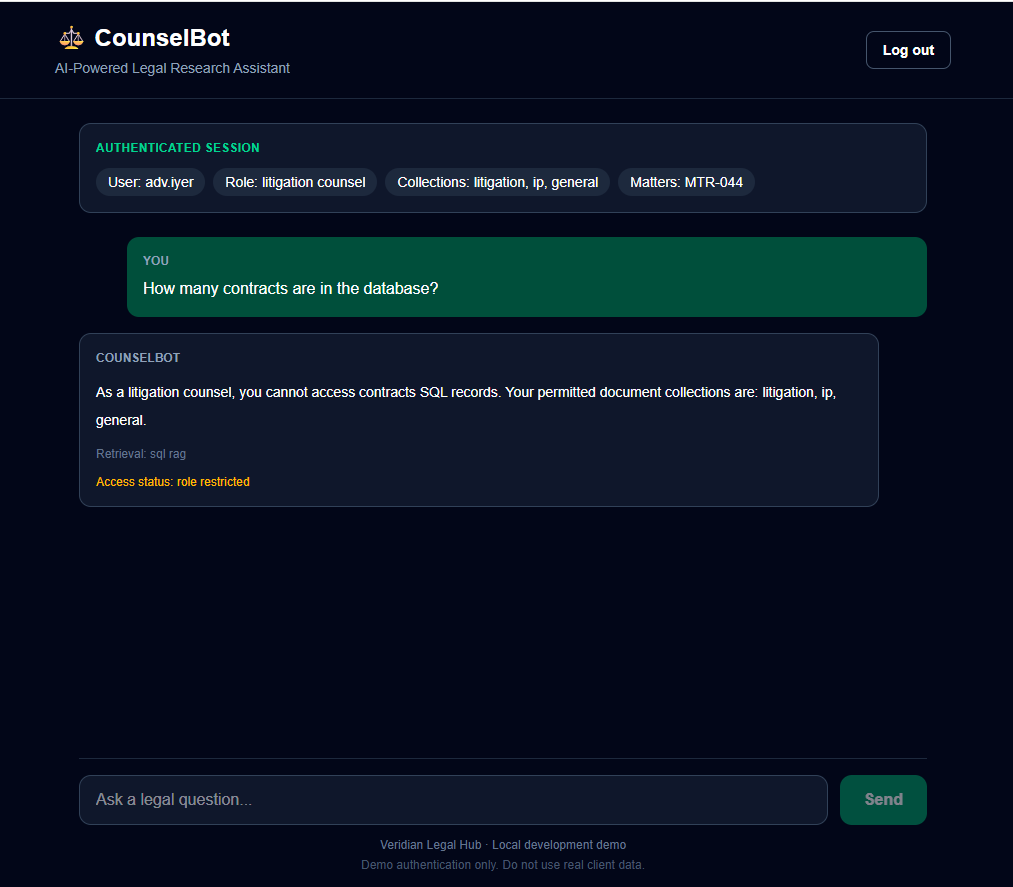 CounselBot
AI-Powered Legal Research Assistant
Log out
AUTHENTICATED SESSION
User: adv.iyer
Role: litigation counsel
Collections: litigation, ip, general
Matters: MTR-044
YOU
How many contracts are in the database?
COUNSELBOT
As a litigation counsel, you cannot access contracts SQL records. Your permitted document collections are: litigation, ip,
general.
Retrieval: sql rag
Access status: role restricted
Ask a legal question...
Send
Veridian Legal Hub · Local development demo
Demo authentication only. Do not use real client data.